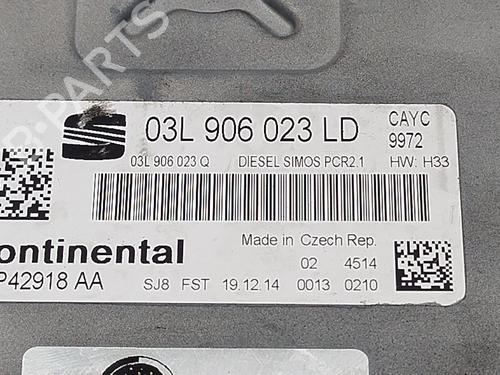 03L 906 023 LD
CAYC
9972
03L 906 023 Q DIESEL SIMOS PCR2.1 HW: H33
ontinental
Made in Czech Rep.
02 4514
P42918 AA SJ8 FST 19.12.14 0013 0210